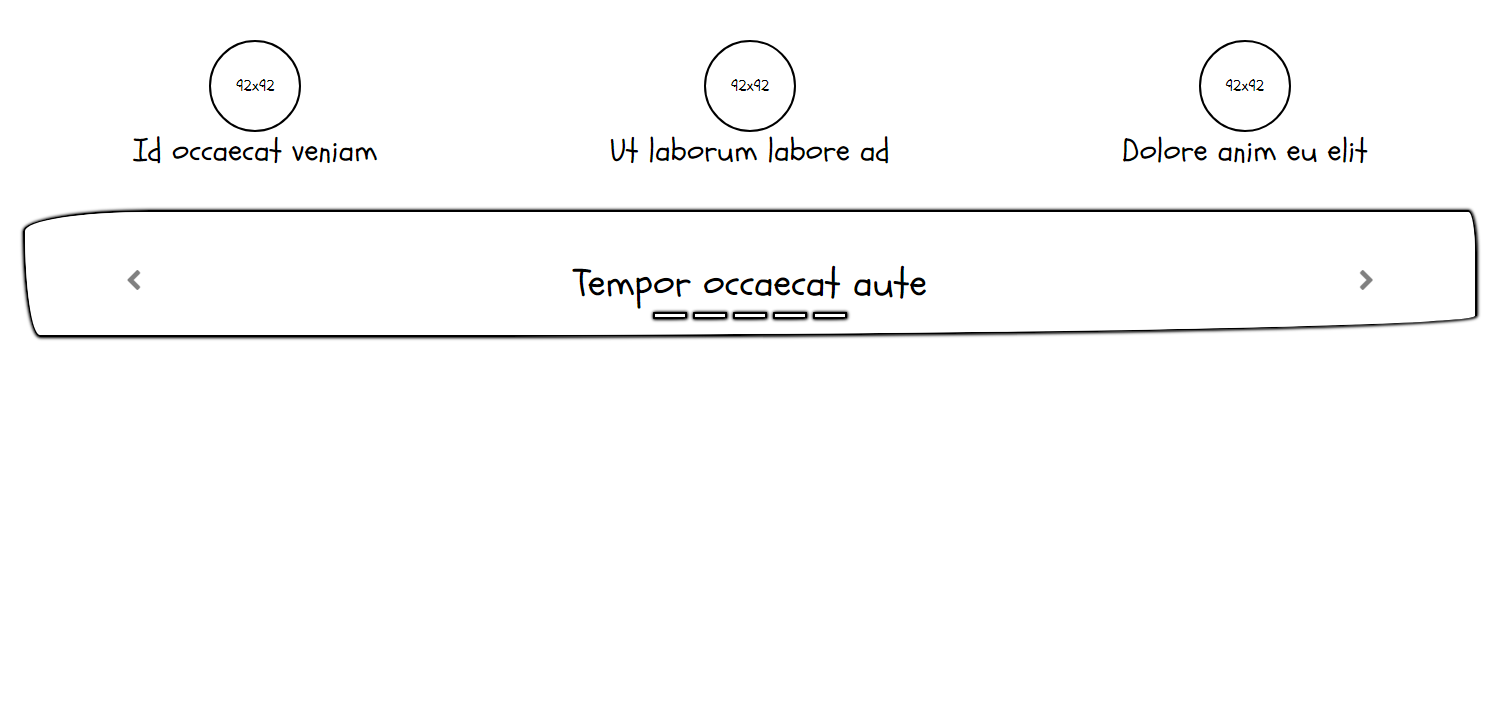 92x92
92x92
92x92
Id occaecat veniam
Ut laborum labore ad
Dolore anim eu elit
Tempor occaecat aute